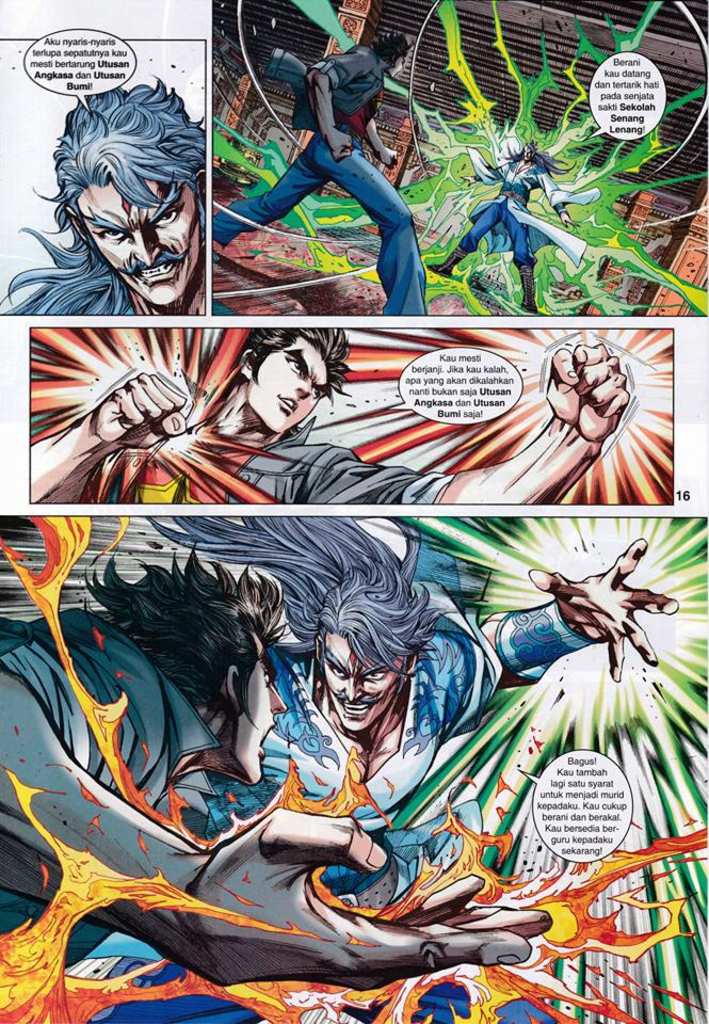 Aku nyaris-nyaris
terlupa sepatutnya kau
mesti bertarung Utusan
Angkasa dan Utusan
Bumi!
Berani
kau datang
dan tertarik hati
pada senjata
sakti Sekolah
Senang
Lenang!
Kau mesti
berjanji. Jika kau kalah,
apa yang akan dikalahkan
nanti bukan saja Utusan
Angkasa dan Utusan
Bumi saja!
16
Bagus!
Kau tambah
lagi satu syarat
untuk menjadi murid
kepadaku. Kau cukup
berani dan berakal.
Kau bersedia ber-
guru kepadaku
sekarang!